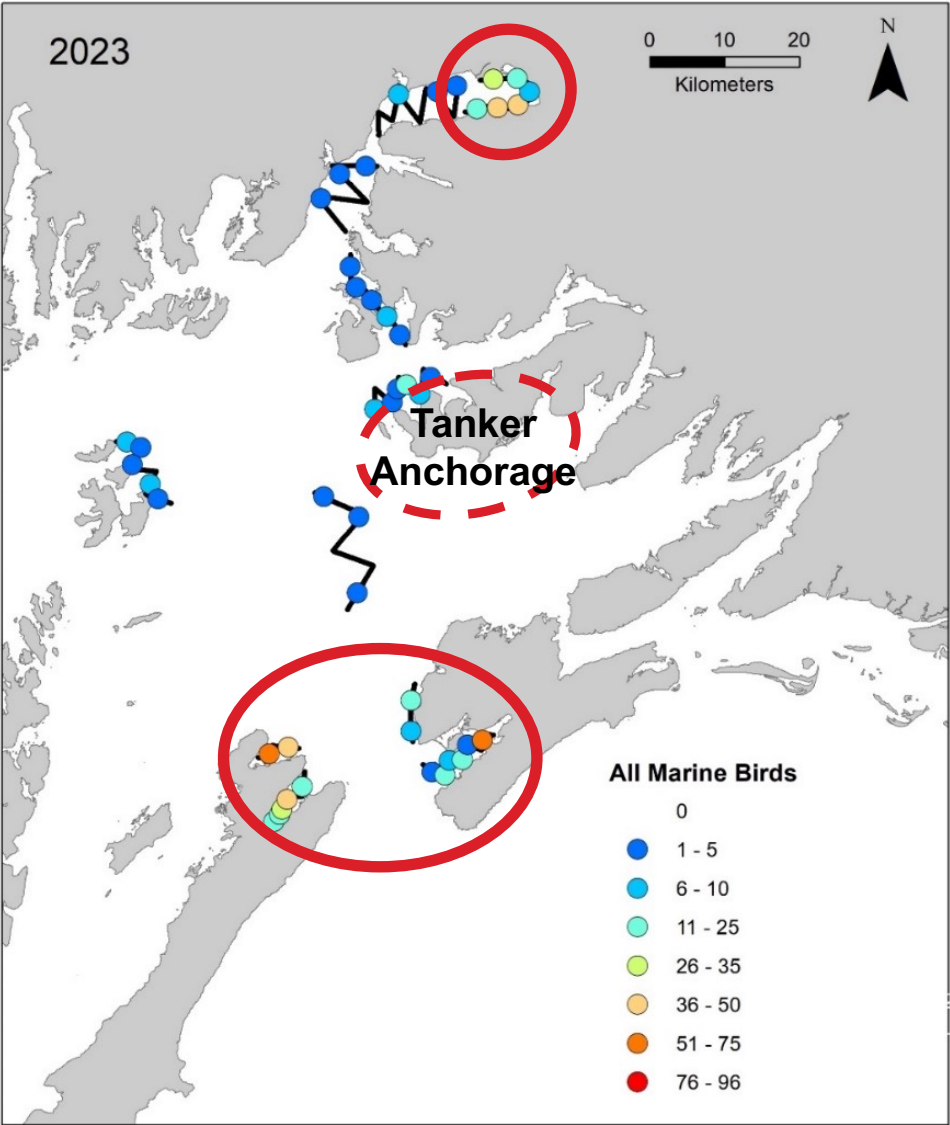 2023
0 10 20
Kilometers
N
Tanker
Anchorage
All Marine Birds
0
1 - 5
6 - 10
11 - 25
26 - 35
36 - 50
51 - 75
76 - 96